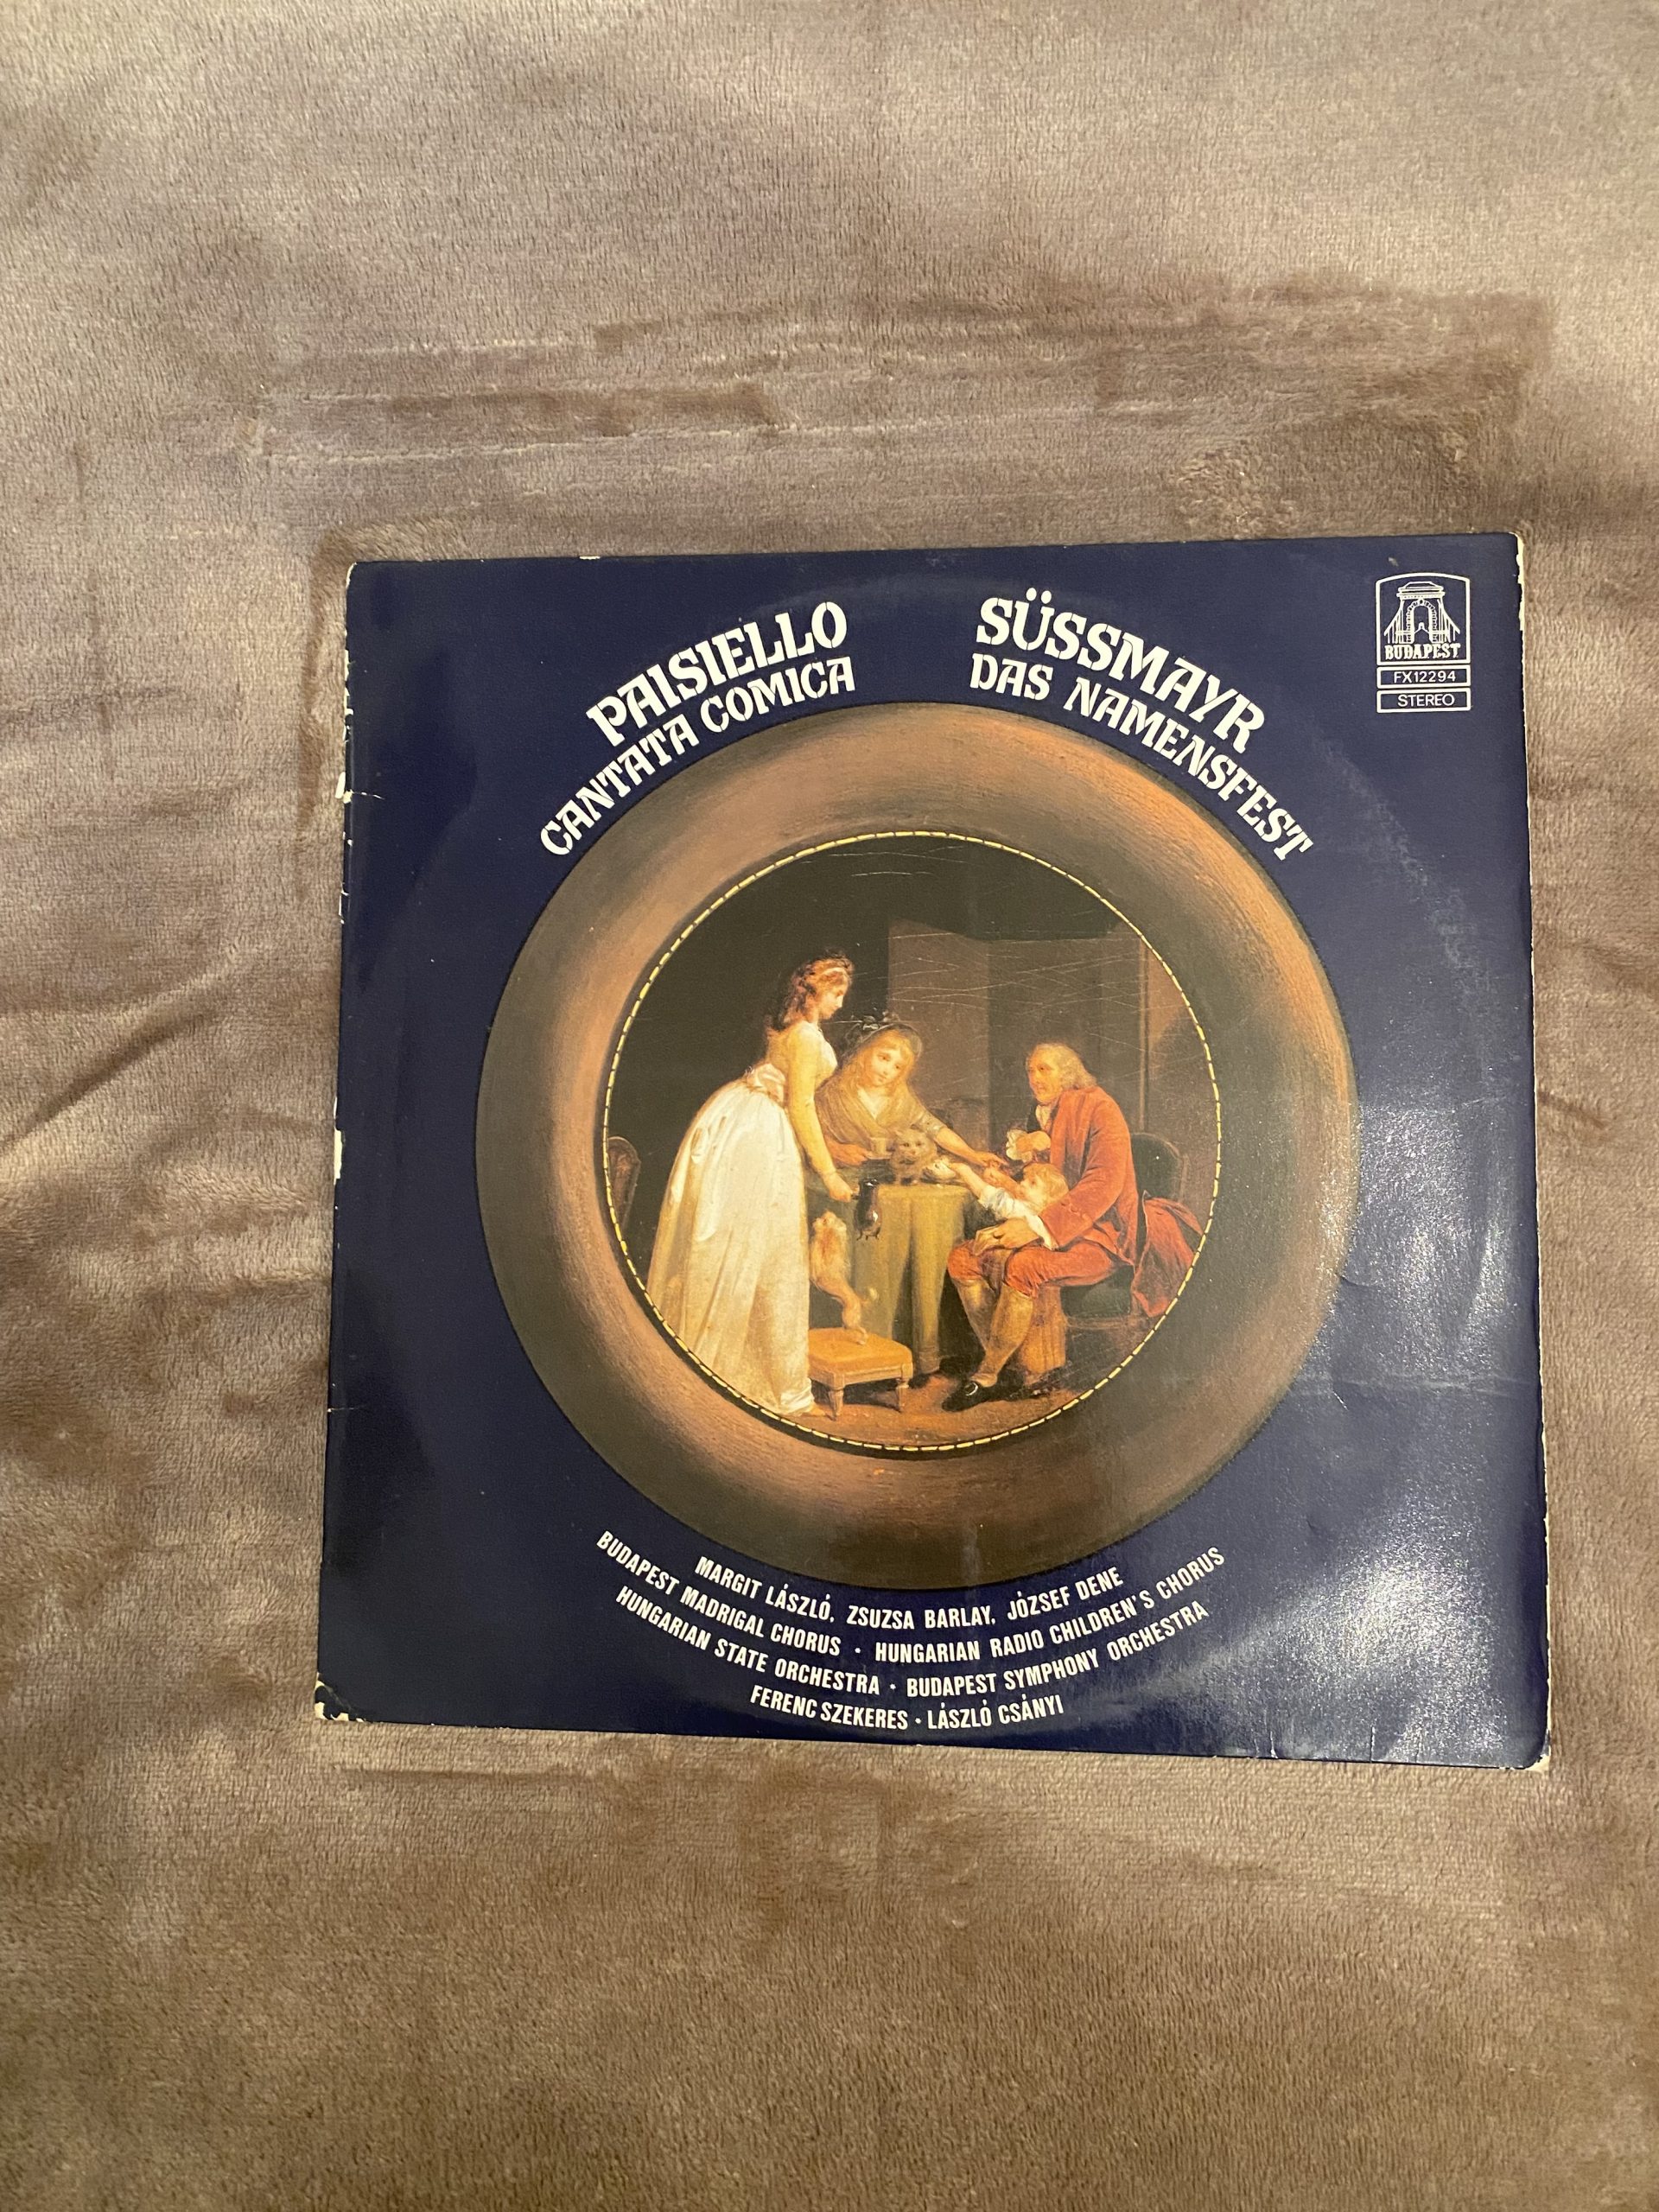 PAISIELLO
CANTATA COMICA
SÜSSMAYR
DAS NAMENSFEST
BUDAPEST
FX12294
STEREO
MARGIT LÁSZLÓ, ZSUZSA BARLAY, JÓZSEF DENE
BUDAPEST MADRIGAL CHORUS · HUNGARIAN RADIO CHILDREN'S CHORUS
HUNGARIAN STATE ORCHESTRA · BUDAPEST SYMPHONY ORCHESTRA
FERENC SZEKERES · LÁSZLÓ CSÁNYI